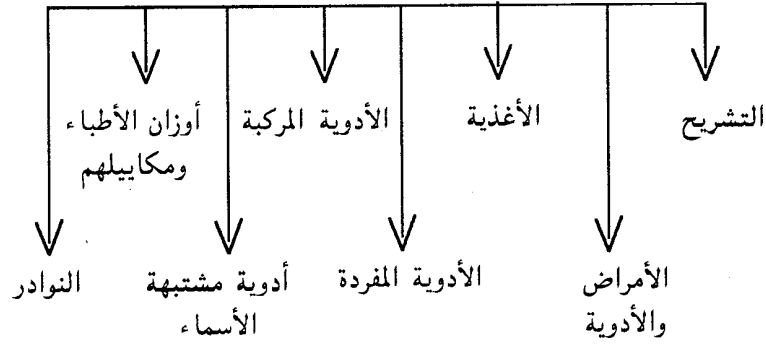 التشريح
الأغذية
الأدوية المركبة
أوزان الأطباء
ومكاييلهم
الأمراض
والأدوية
الأدوية المفردة
أدوية مشتبهة
الأسماء
النوادر